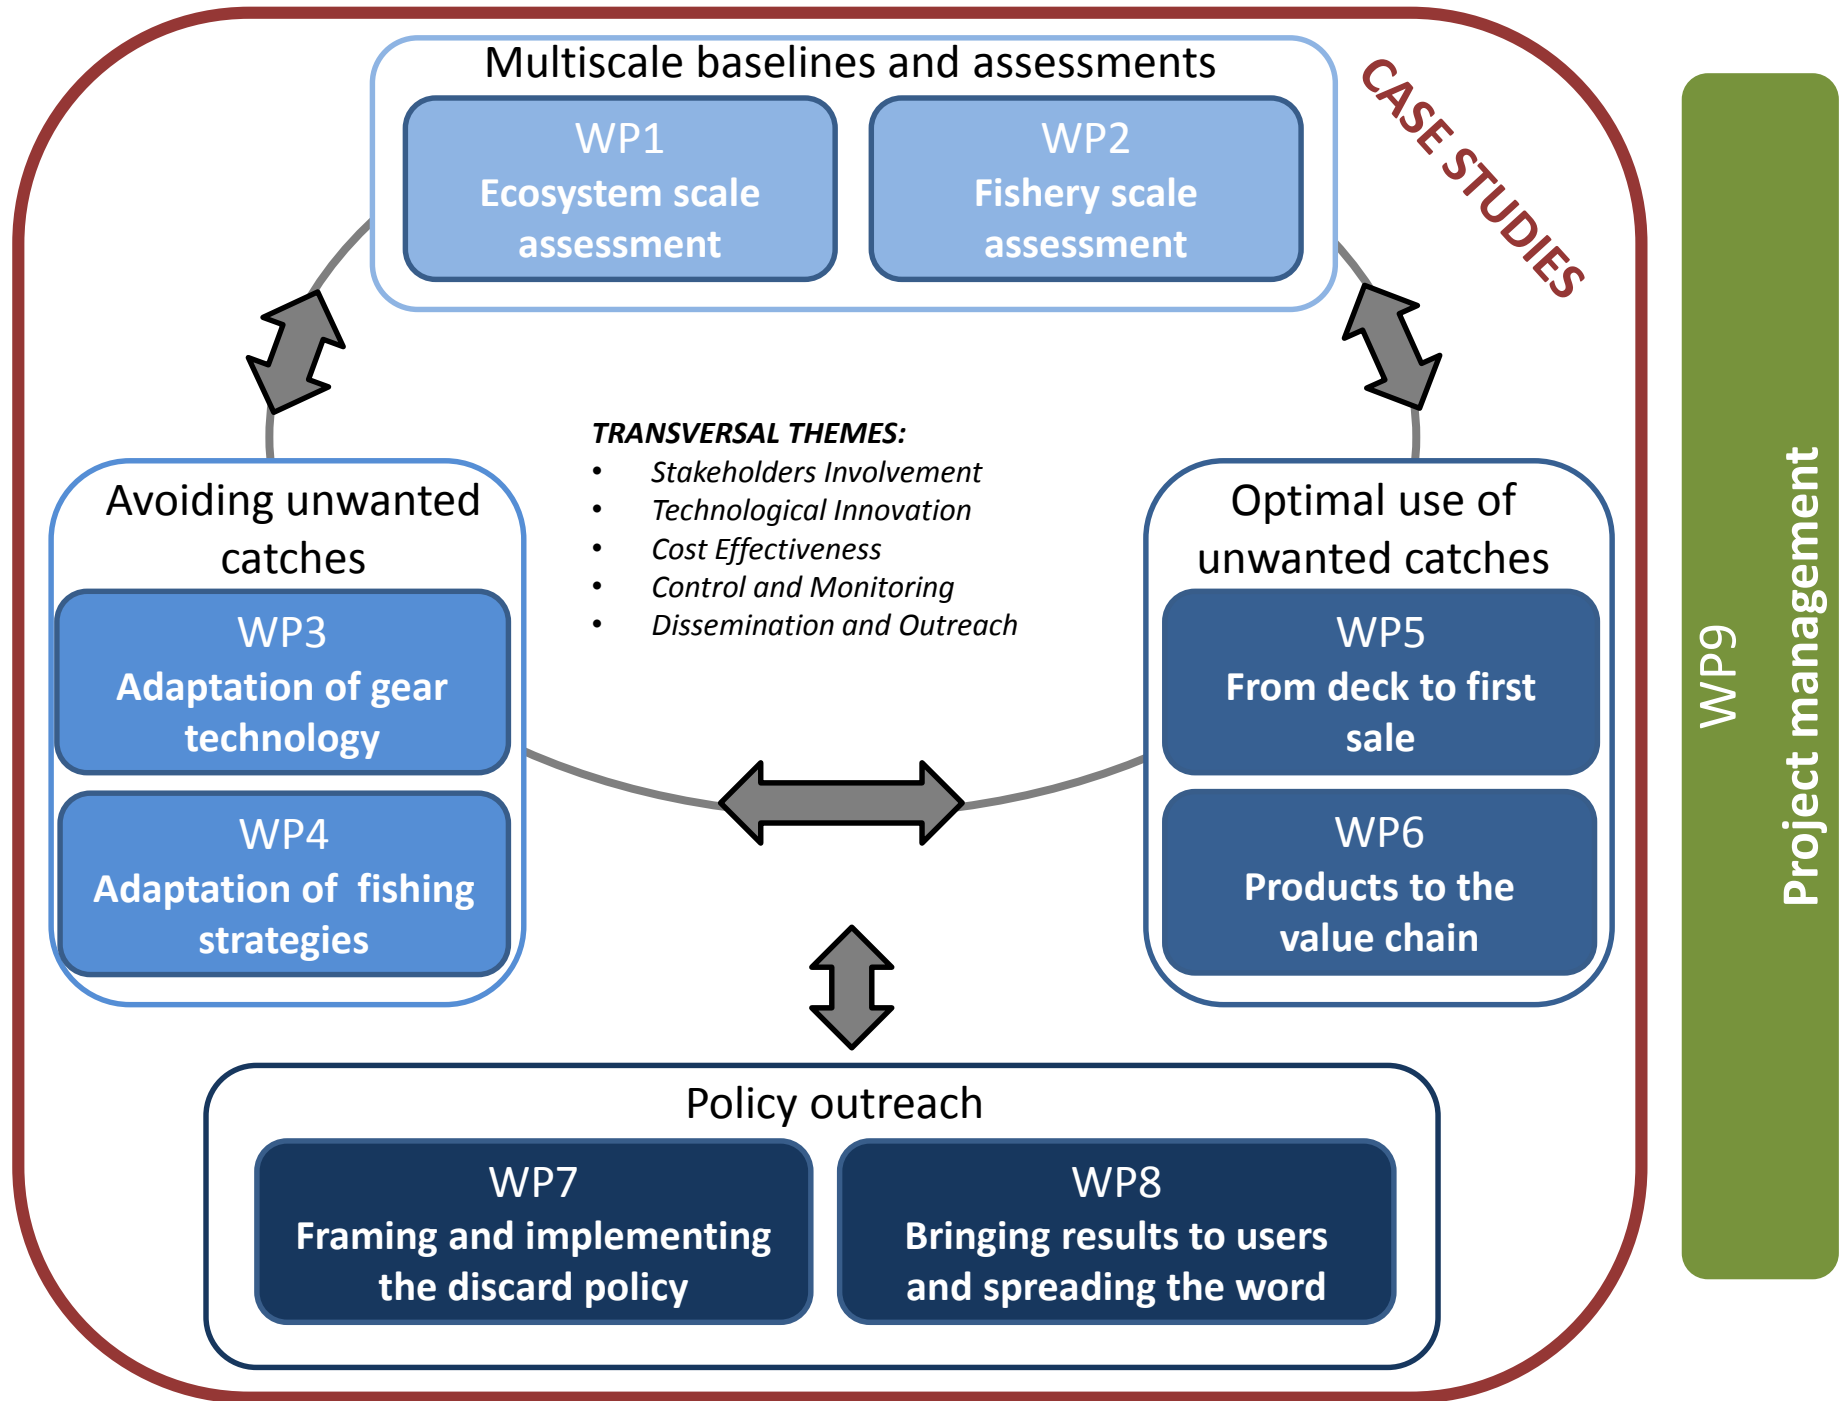 Multiscale baselines and assessments
WP1
Ecosystem scale
assessment
WP2
Fishery scale
assessment
CASE STUDIES
TRANSVERSAL THEMES:
• Stakeholders Involvement
• Technological Innovation
• Cost Effectiveness
• Control and Monitoring
• Dissemination and Outreach
Avoiding unwanted
catches
WP3
Adaptation of gear
technology
WP4
Adaptation of fishing
strategies
Optimal use of
unwanted catches
WP5
From deck to first
sale
WP6
Products to the
value chain
Policy outreach
WP7
Framing and implementing
the discard policy
WP8
Bringing results to users
and spreading the word
WP9
Project management